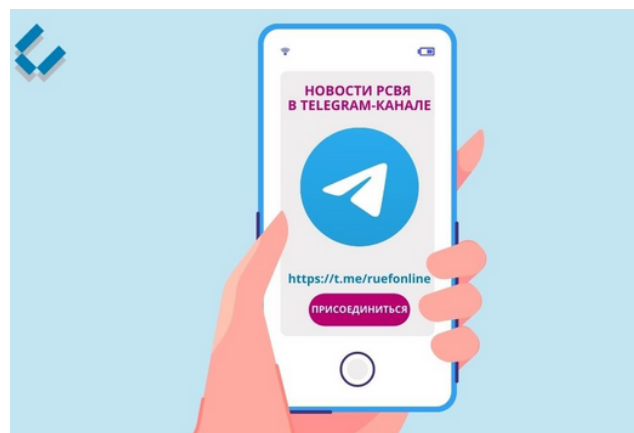 НОВОСТИ РСВЯ
В TELEGRAM-КАНАЛЕ
https://t.me/ruefonline
ПРИСОЕДИНИТЬСЯ